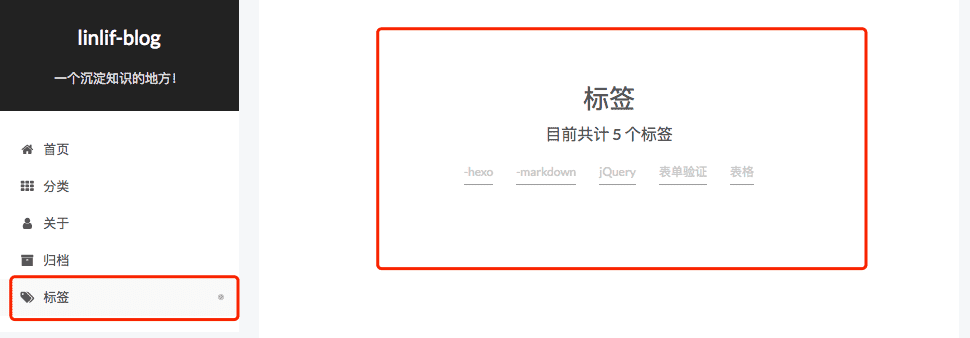 linlif-blog
一个沉淀知识的地方！
首页
分类
关于
归档
标签
标签
目前共计 5 个标签
-hexo -markdown jQuery 表单验证 表格